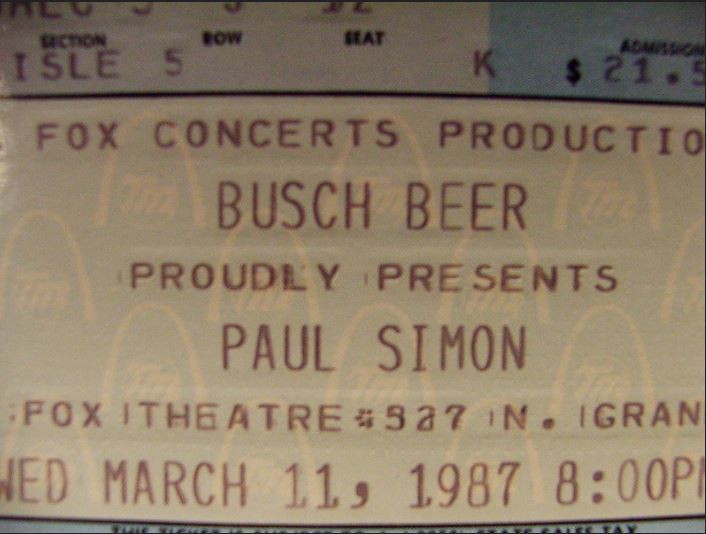 SECTION ROW SEAT ADMISSION
ISLE 5 K $ 21.5
FOX CONCERTS PRODUCTIO
BUSCH BEER
PROUDLY PRESENTS
PAUL SIMON
FOX THEATRE #527 N. GRAN
WED MARCH 11, 1987 8:00PM